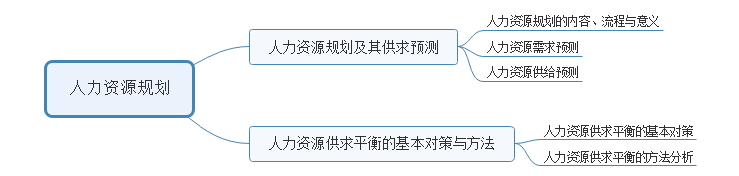 人力资源规划
人力资源规划及其供求预测
人力资源规划的内容、流程与意义
人力资源需求预测
人力资源供给预测
人力资源供求平衡的基本对策与方法
人力资源供求平衡的基本对策
人力资源供求平衡的方法分析